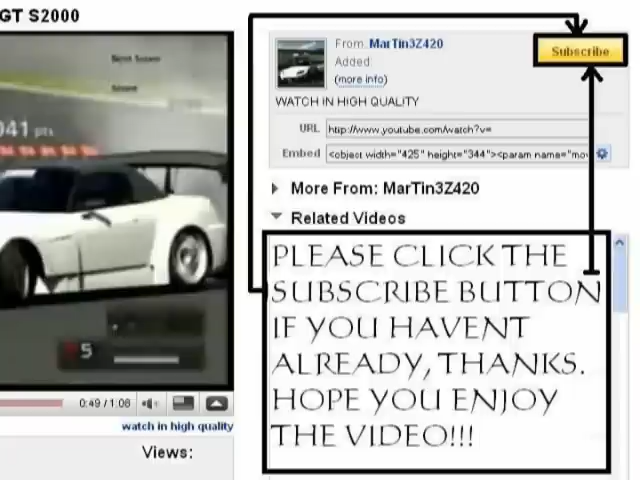 GT S2000
041 pts
5
0:49 / 1:06
watch in high quality
Views:
From: MarTin3Z420
Added:
(more info)
Subscribe
WATCH IN HIGH QUALITY
URL http://www.youtube.com/watch?v=
Embed <object width="425" height="344"><param name="mov
More From: MarTin3Z420
Related Videos
PLEASE CLICK THE
SUBSCRIBE BUTTON
IF YOU HAVENT
ALREADY, THANKS.
HOPE YOU ENJOY
THE VIDEO!!!